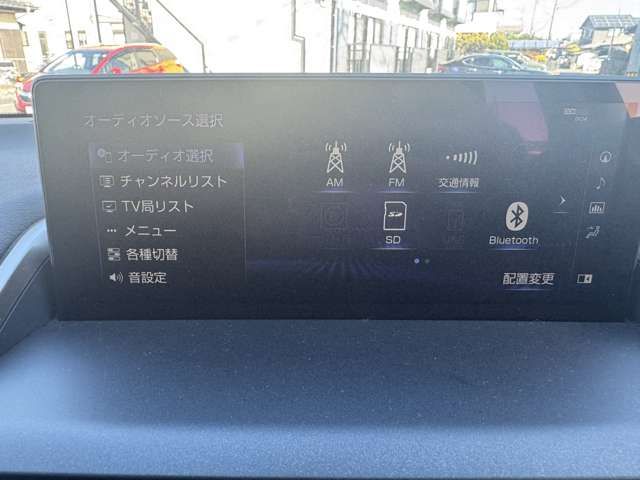 オーディオソース選択
オーディオ選択
チャンネルリスト
TV局リスト
メニュー
各種切替
音設定
AM
FM
交通情報
SD
Bluetooth
配置変更